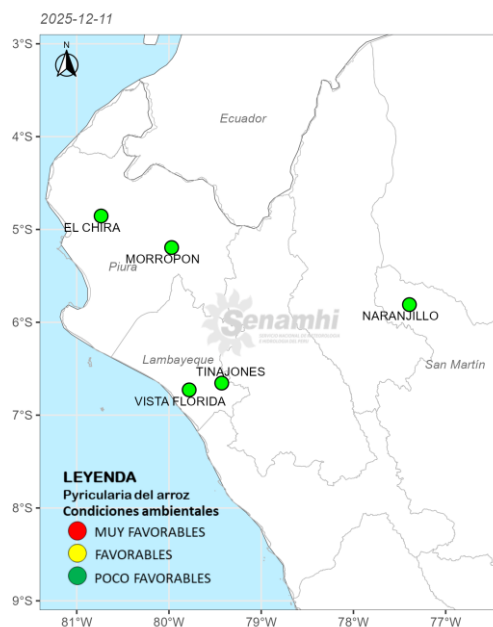 2025-12-11
3°S
N
Ecuador
4°S
EL CHIRA
5°S
MORROPON
Piura
NARANJILLO
6°S
Senamhi
Lambayeque
San Martín
TINAJONES
VISTA FLORIDA
7°S
LEYENDA
Pyricularia del arroz
Condiciones ambientales
MUY FAVORABLES
8°S
FAVORABLES
POCO FAVORABLES
9°S
81°W
80°W
79°W
78°W
77°W